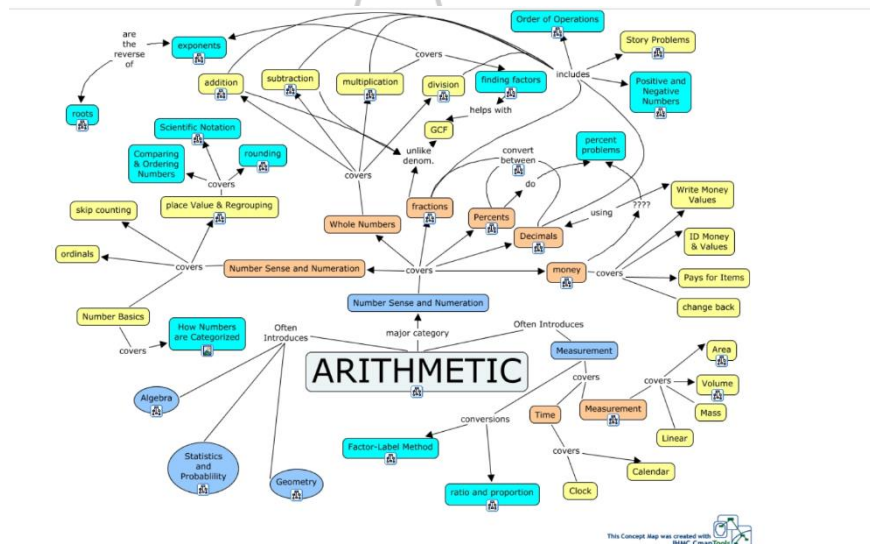 Order of Operations
are
the
reverse
of
exponents
Story Problems
covers
addition
subtraction
multiplication
division
finding factors
includes
Positive and
Negative
Numbers
roots
helps with
GCF
Scientific Notation
unlike
denom.
convert
between
percent
problems
Comparing
& Ordering
Numbers
rounding
covers
covers
do
place Value & Regrouping
fractions
Write Money
Values
skip counting
Whole Numbers
Percents
using
????
Decimals
ID Money
& Values
ordinals
covers
Number Sense and Numeration
covers
money
covers
Pays for Items
Number Sense and Numeration
change back
Number Basics
How Numbers
are Categorized
Often
Introduces
major category
Often Introduces
covers
Measurement
Area
ARITHMETIC
covers
covers
Volume
Algebra
Time
Measurement
Mass
conversions
Linear
Factor-Label Method
covers
Statistics
and
Probablility
Calendar
Geometry
ratio and proportion
Clock
This Concept Map was created with
IHMC CmapTools